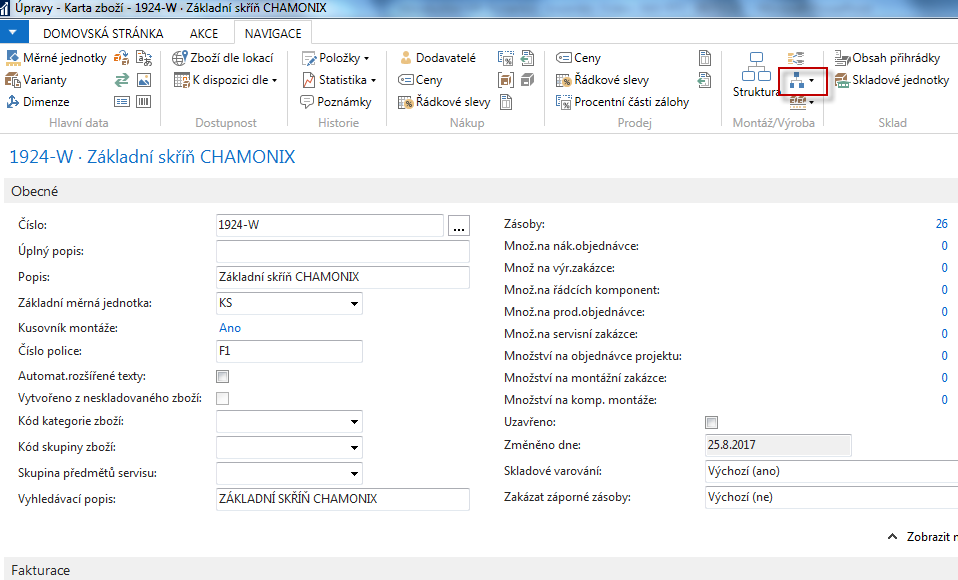 Úpravy - Karta zboží - 1924-W · Základní skříň CHAMONIX
DOMOVSKÁ STRÁNKA AKCE NAVIGACE
Měrné jednotky
Varianty
Dimenze
Hlavní data
Zboží dle lokací
K dispozici dle
Dostupnost
Položky
Statistika
Poznámky
Historie
Dodavatelé
Ceny
Řádkové slevy
Nákup
Ceny
Řádkové slevy
Procentní části zálohy
Prodej
Struktura
Montáž/Výroba
Obsah přihrádky
Skladové jednotky
Sklad
1924-W · Základní skříň CHAMONIX
Obecné
Číslo: 1924-W ...
Úplný popis:
Popis: Základní skříň CHAMONIX
Základní měrná jednotka: KS
Kusovník montáže: Ano
Číslo police: F1
Automat.rozšířené texty:
Vytvořeno z neskladovaného zboží:
Kód kategorie zboží:
Kód skupiny zboží:
Skupina předmětů servisu:
Vyhledávací popis: ZÁKLADNÍ SKŘÍŇ CHAMONIX
Zásoby: 26
Množ.na nák.objednávce: 0
Množ na výr.zakázce: 0
Množ.na řádcích komponent: 0
Množ.na prod.objednávce: 0
Množ.na servisní zakázce: 0
Množství na objednávce projektu: 0
Množství na montážní zakázce: 0
Množství na komp. montáže: 0
Uzavřeno:
Změněno dne: 25.8.2017
Skladové varování: Výchozí (ano)
Zakázat záporné zásoby: Výchozí (ne)
Zobrazit
Fakturace